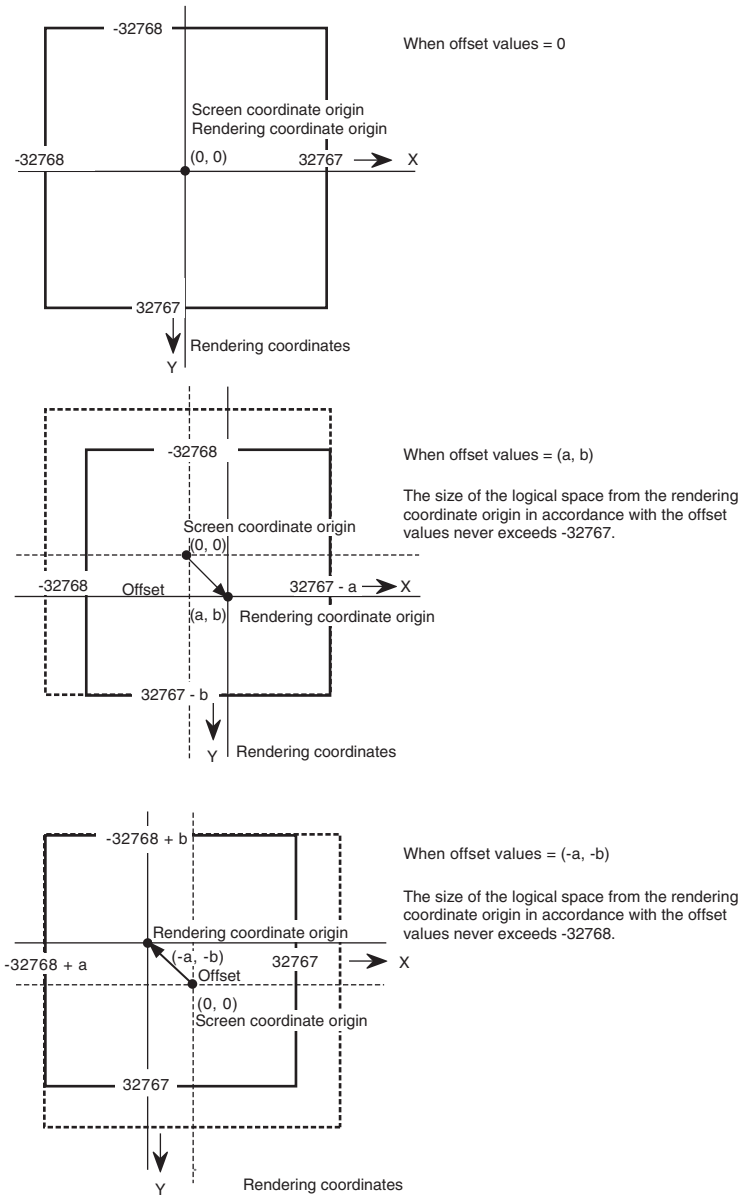 -32768
When offset values = 0
Screen coordinate origin
Rendering coordinate origin
(0, 0)
-32768
32767
X
32767
Rendering coordinates
Y
-32768
When offset values = (a, b)
The size of the logical space from the rendering
coordinate origin in accordance with the offset
values never exceeds -32767.
Screen coordinate origin
(0, 0)
-32768
Offset
32767 - a
X
(a, b)
Rendering coordinate origin
32767 - b
Y
Rendering coordinates
-32768 + b
When offset values = (-a, -b)
The size of the logical space from the rendering
coordinate origin in accordance with the offset
values never exceeds -32768.
Rendering coordinate origin
(-a, -b)
-32768 + a
32767
X
Offset
(0, 0)
Screen coordinate origin
32767
Y
Rendering coordinates